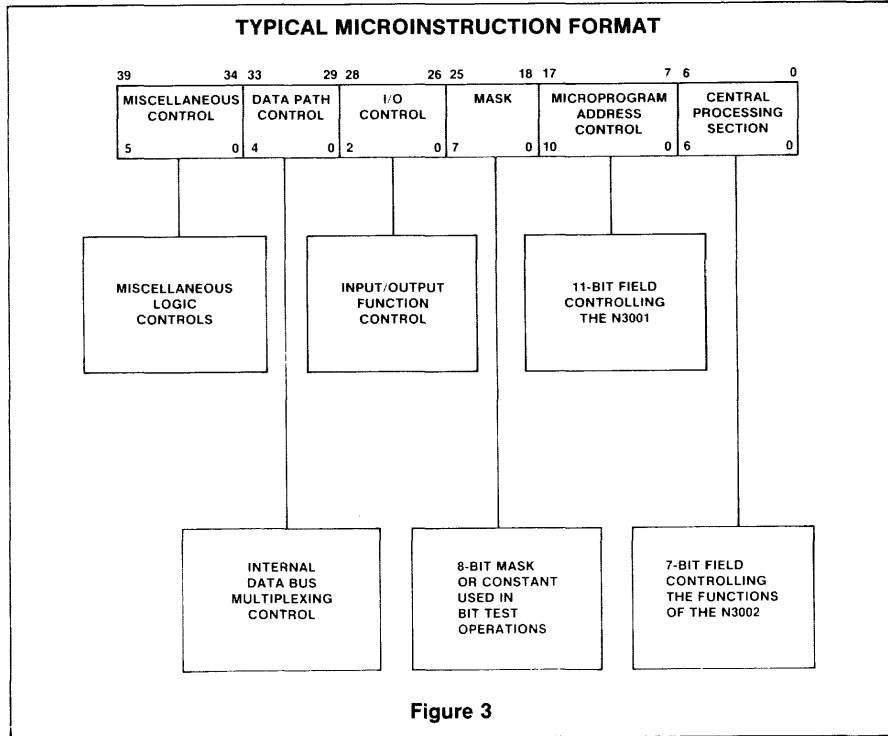 TYPICAL MICROINSTRUCTION FORMAT
39 34 33 29 28 26 25 18 17 7 6 0
MISCELLANEOUS
CONTROL
5 0
DATA PATH
CONTROL
4 0
I/O
CONTROL
2 0
MASK
7 0
MICROPROGRAM
ADDRESS
CONTROL
10 0
CENTRAL
PROCESSING
SECTION
6 0
MISCELLANEOUS
LOGIC
CONTROLS
INPUT/OUTPUT
FUNCTION
CONTROL
11-BIT FIELD
CONTROLLING
THE N3001
INTERNAL
DATA BUS
MULTIPLEXING
CONTROL
8-BIT MASK
OR CONSTANT
USED IN
BIT TEST
OPERATIONS
7-BIT FIELD
CONTROLLING
THE FUNCTIONS
OF THE N3002
Figure 3